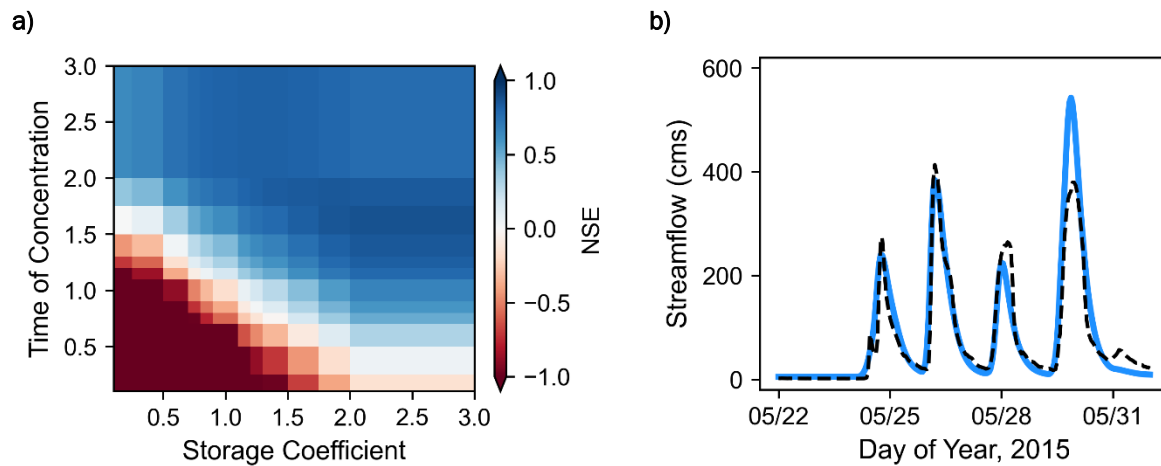 a)
3.0
2.5
2.0
1.5
1.0
0.5
Time of Concentration
0.5 1.0 1.5 2.0 2.5 3.0
Storage Coefficient
1.0
0.5
0.0
−0.5
−1.0
NSE
b)
600
400
200
0
Streamflow (cms)
05/22 05/25 05/28 05/31
Day of Year, 2015